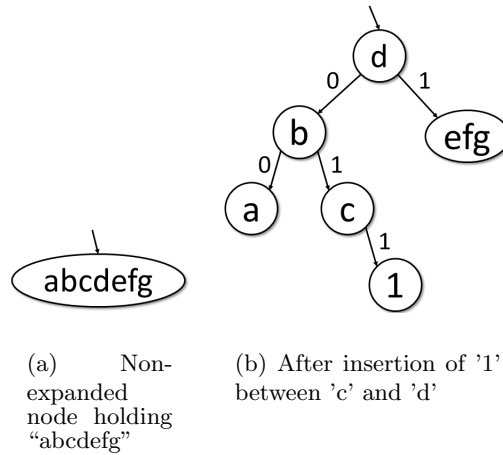 d
0
1
b
efg
0
1
a
c
1
1
abcdefg
(a) Non-
expanded
node holding
“abcdefg”
(b) After insertion of ’1’
between ’c’ and ’d’